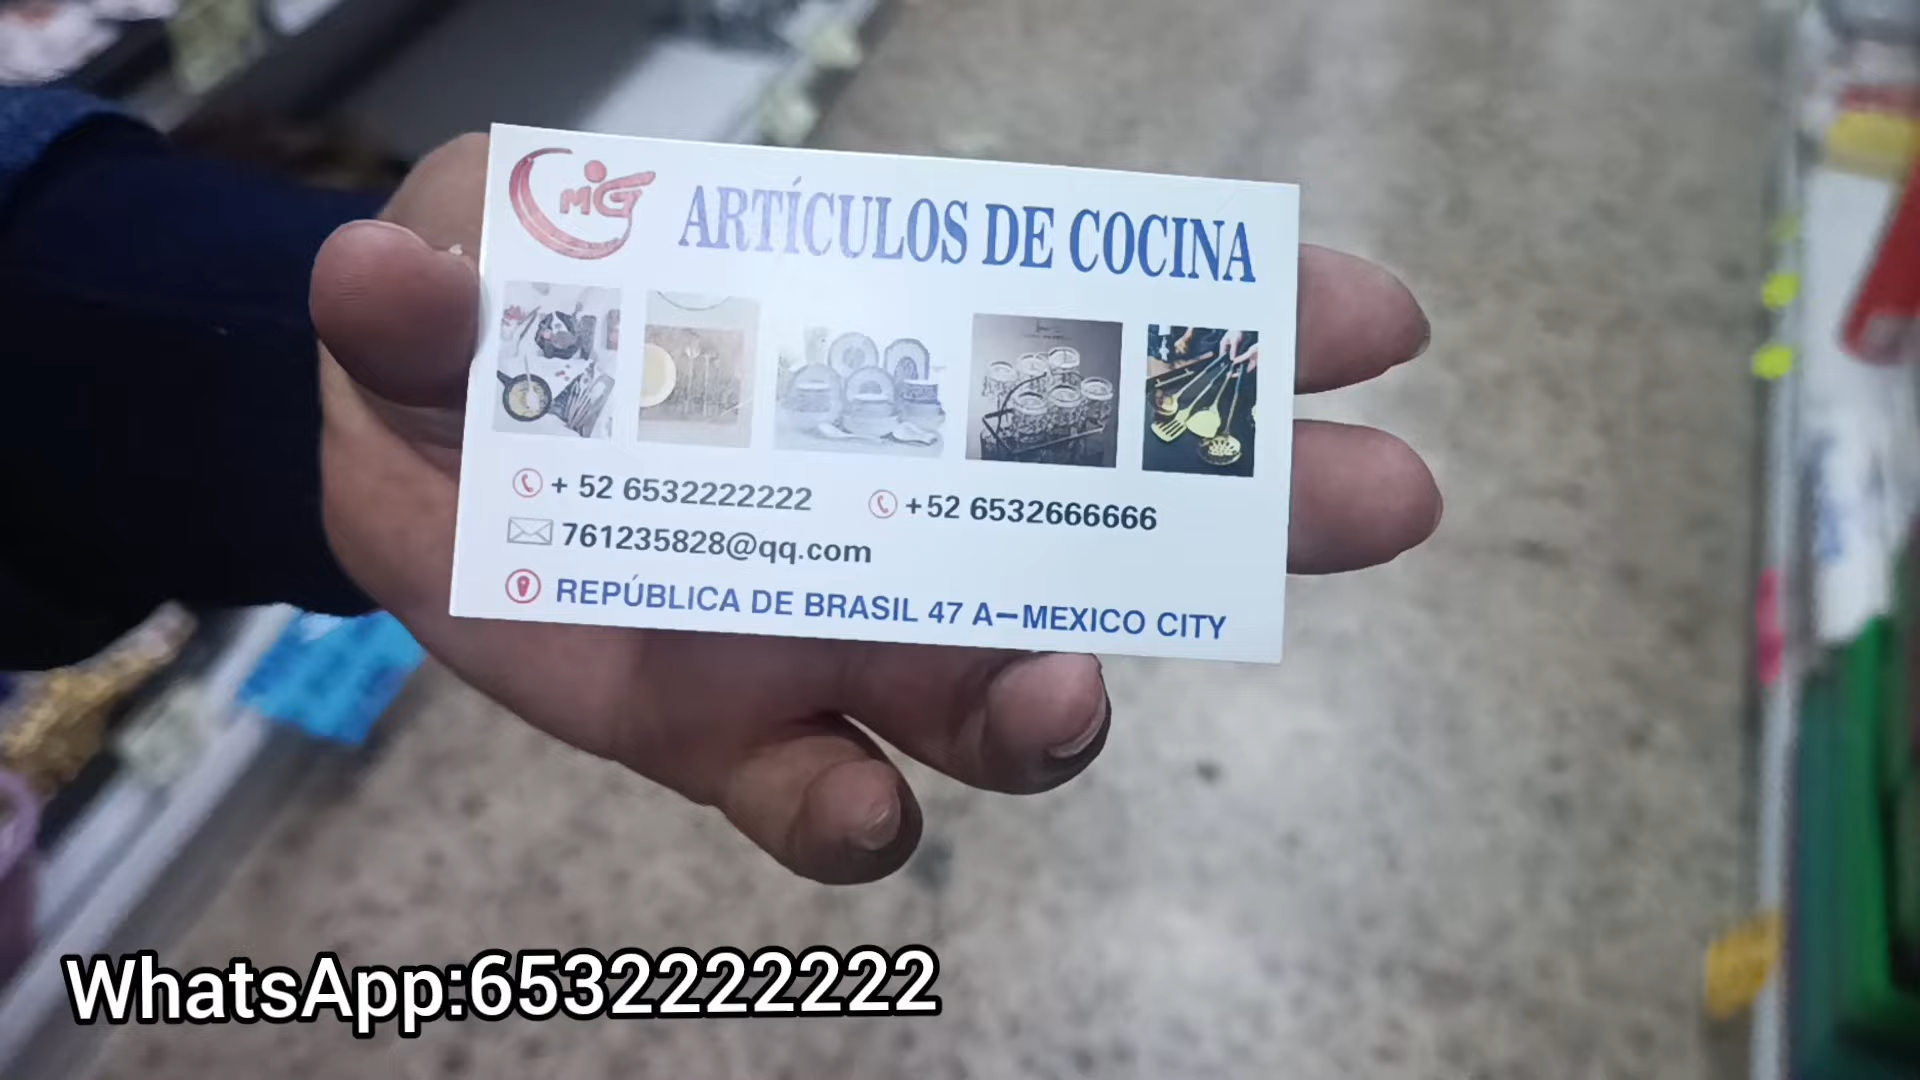 MG
ARTÍCULOS DE COCINA
+ 52 6532222222
+52 6532666666
761235828@qq.com
REPÚBLICA DE BRASIL 47 A-MEXICO CITY
WhatsApp:6532222222